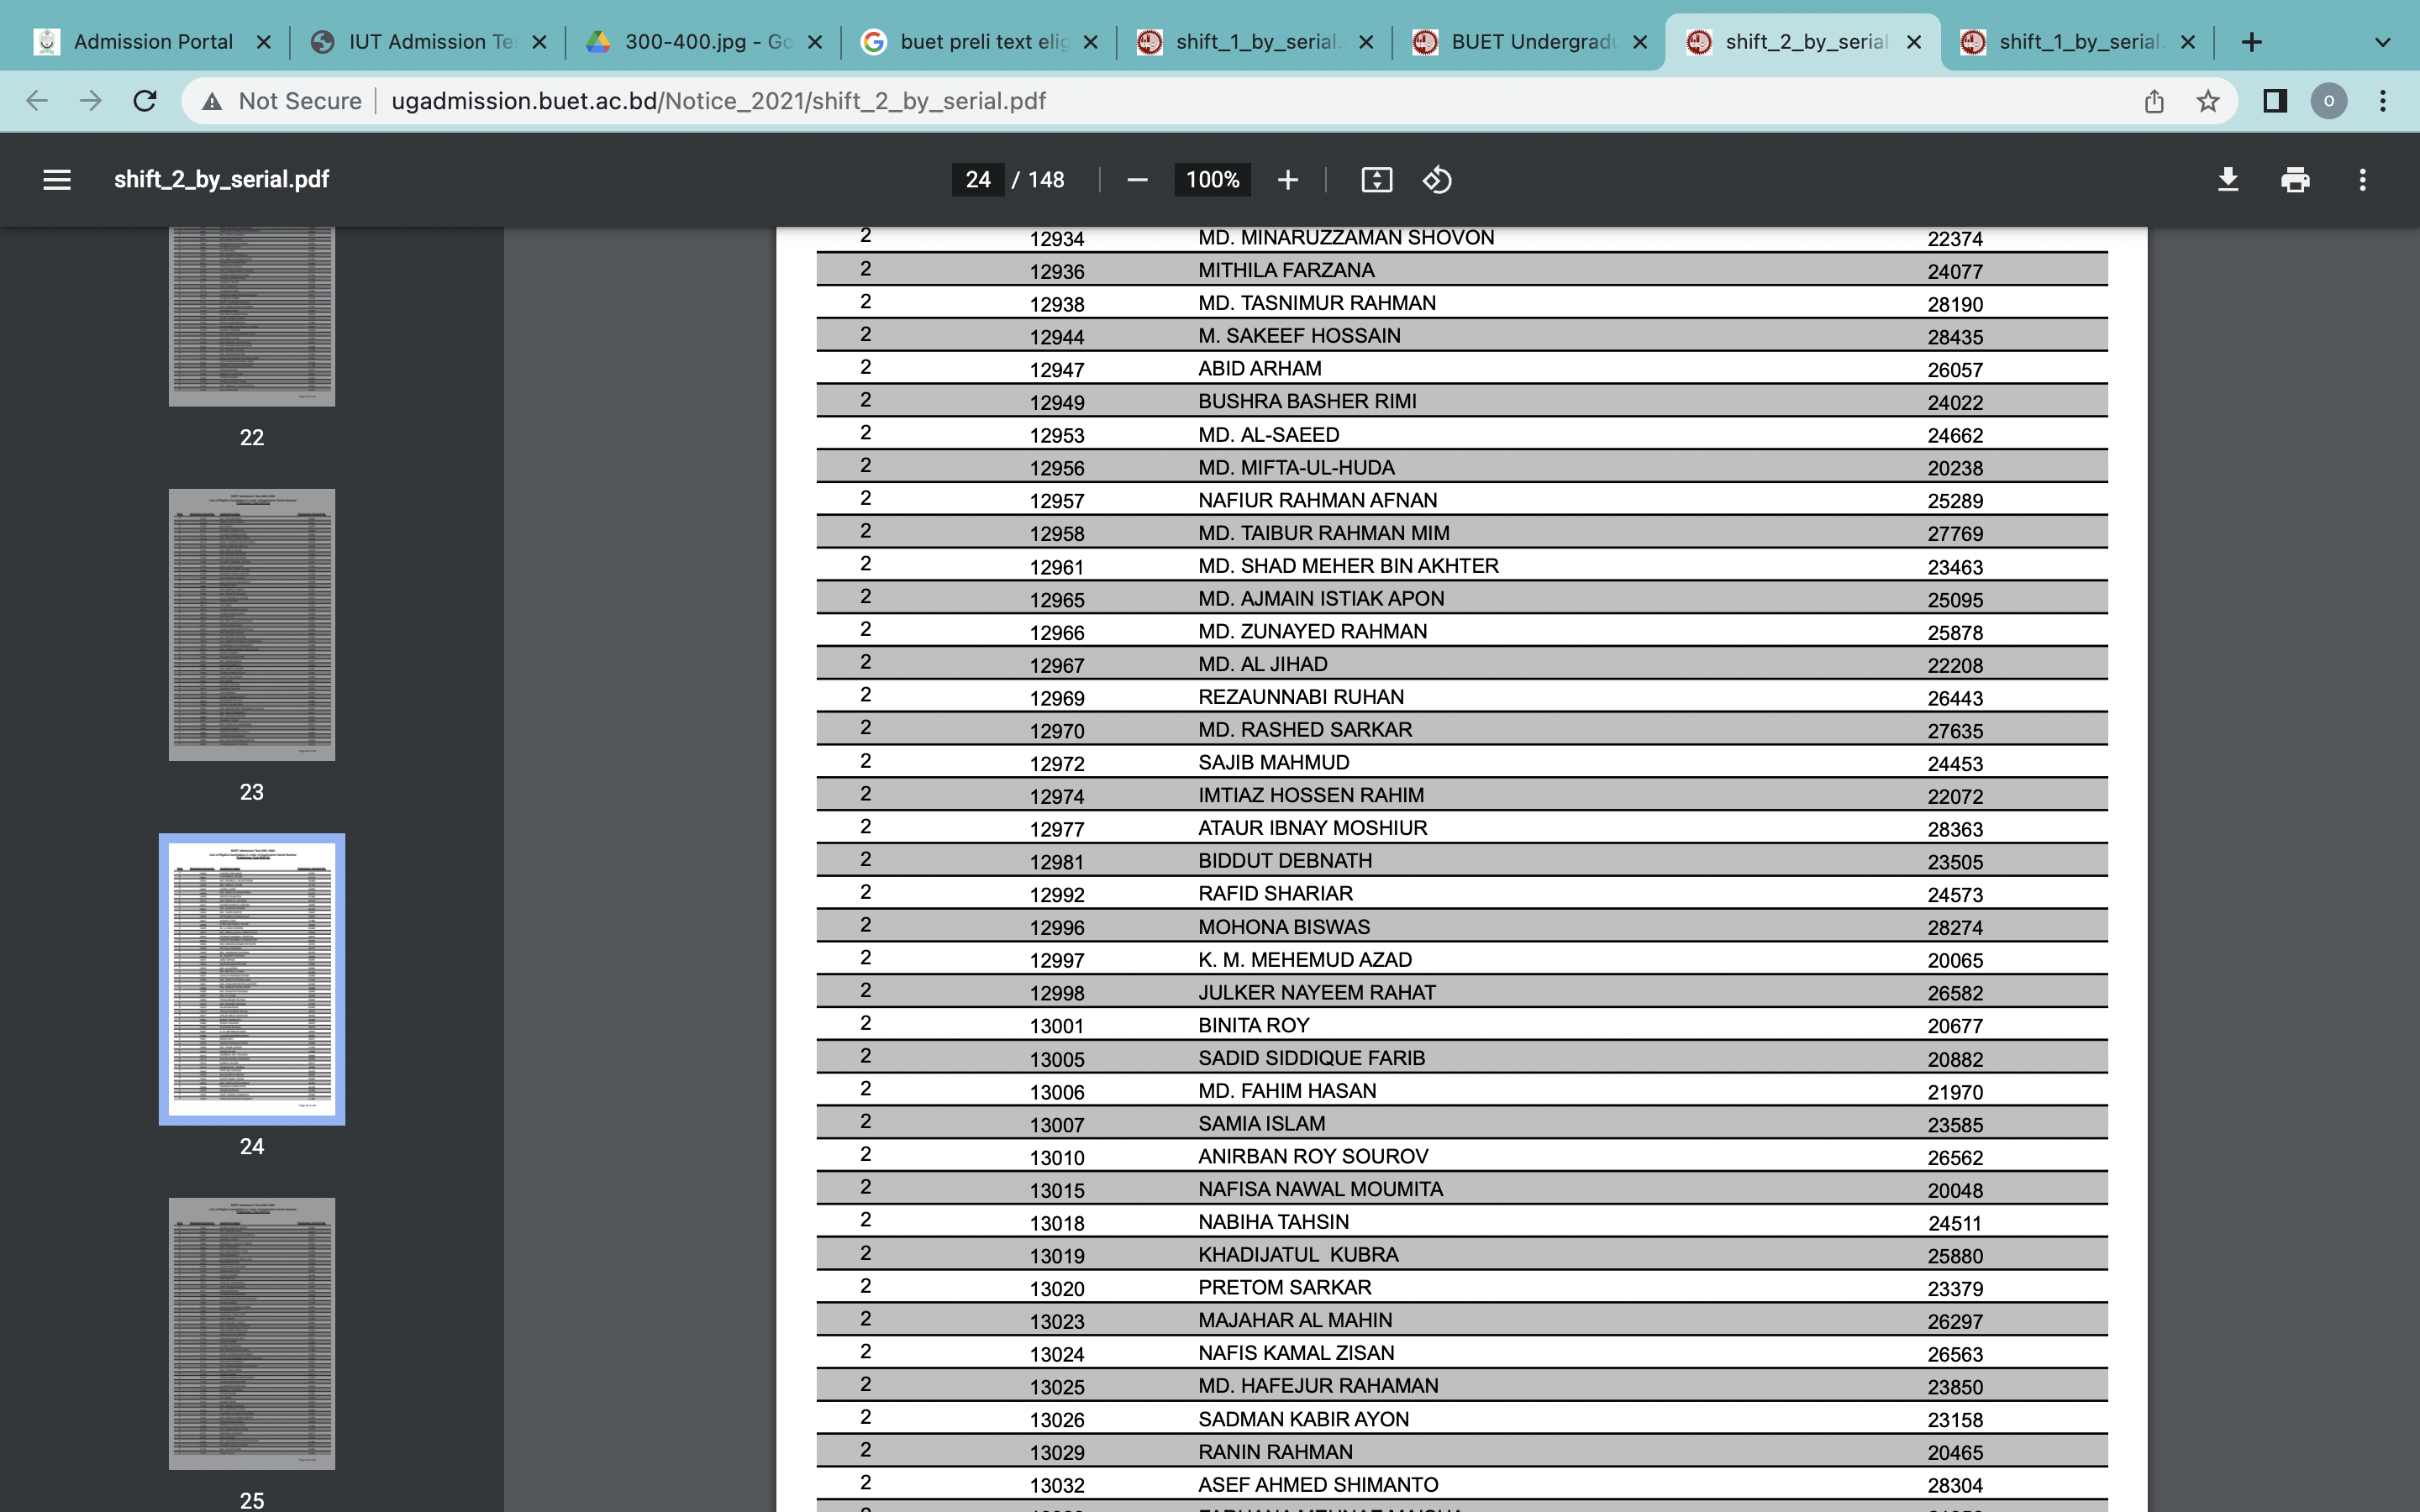 Admission Portal
IUT Admission Te
300-400.jpg - Go
buet preli text elig
shift_1_by_serial.
BUET Undergradu
shift_2_by_serial
shift_1_by_serial.
Not Secure
ugadmission.buet.ac.bd/Notice_2021/shift_2_by_serial.pdf
O
shift_2_by_serial.pdf
24 / 148
100%
22
23
24
25
2 12934 MD. MINARUZZAMAN SHOVON 22374
2 12936 MITHILA FARZANA 24077
2 12938 MD. TASNIMUR RAHMAN 28190
2 12944 M. SAKEEF HOSSAIN 28435
2 12947 ABID ARHAM 26057
2 12949 BUSHRA BASHER RIMI 24022
2 12953 MD. AL-SAEED 24662
2 12956 MD. MIFTA-UL-HUDA 20238
2 12957 NAFIUR RAHMAN AFNAN 25289
2 12958 MD. TAIBUR RAHMAN MIM 27769
2 12961 MD. SHAD MEHER BIN AKHTER 23463
2 12965 MD. AJMAIN ISTIAK APON 25095
2 12966 MD. ZUNAYED RAHMAN 25878
2 12967 MD. AL JIHAD 22208
2 12969 REZAUNNABI RUHAN 26443
2 12970 MD. RASHED SARKAR 27635
2 12972 SAJIB MAHMUD 24453
2 12974 IMTIAZ HOSSEN RAHIM 22072
2 12977 ATAUR IBNAY MOSHIUR 28363
2 12981 BIDDUT DEBNATH 23505
2 12992 RAFID SHARIAR 24573
2 12996 MOHONA BISWAS 28274
2 12997 K. M. MEHEMUD AZAD 20065
2 12998 JULKER NAYEEM RAHAT 26582
2 13001 BINITA ROY 20677
2 13005 SADID SIDDIQUE FARIB 20882
2 13006 MD. FAHIM HASAN 21970
2 13007 SAMIA ISLAM 23585
2 13010 ANIRBAN ROY SOUROV 26562
2 13015 NAFISA NAWAL MOUMITA 20048
2 13018 NABIHA TAHSIN 24511
2 13019 KHADIJATUL KUBRA 25880
2 13020 PRETOM SARKAR 23379
2 13023 MAJAHAR AL MAHIN 26297
2 13024 NAFIS KAMAL ZISAN 26563
2 13025 MD. HAFEJUR RAHAMAN 23850
2 13026 SADMAN KABIR AYON 23158
2 13029 RANIN RAHMAN 20465
2 13032 ASEF AHMED SHIMANTO 28304